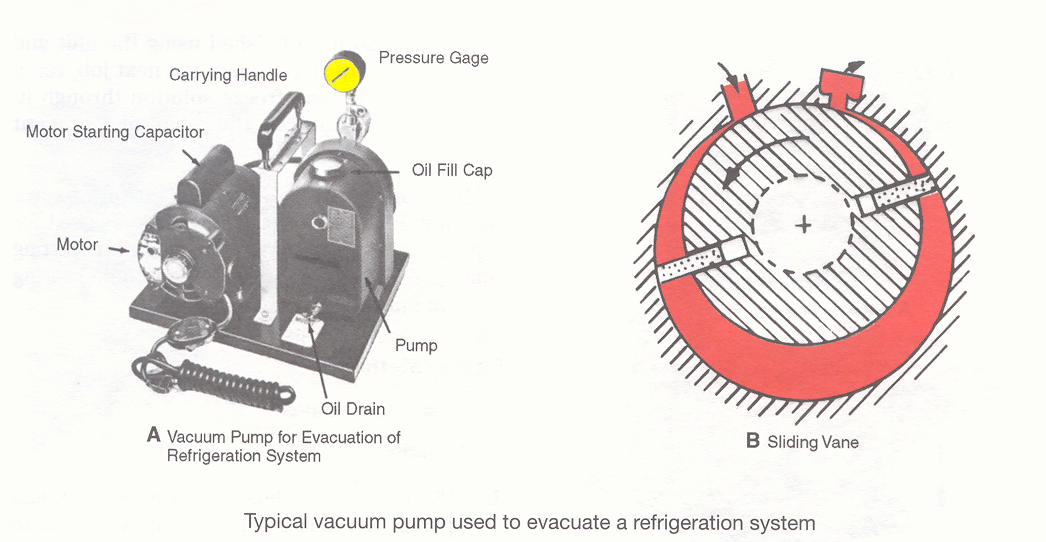 Carrying Handle
Pressure Gage
Motor Starting Capacitor
Oil Fill Cap
Motor
Pump
Oil Drain
A Vacuum Pump for Evacuation of
Refrigeration System
B Sliding Vane
Typical vacuum pump used to evacuate a refrigeration system